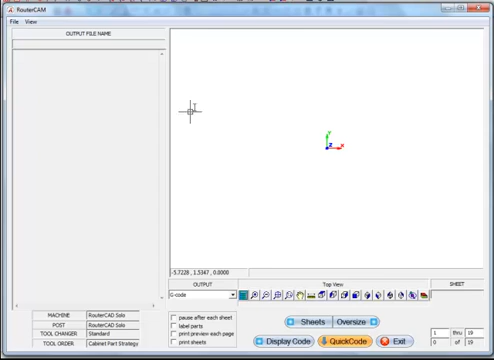 RouterCAM
File View
OUTPUT FILE NAME
Y
Z X
-5.7228, 1.5347, 0.0000
OUTPUT Top View SHEET
G-code
MACHINE RouterCAD Solo
POST RouterCAD Solo
TOOL CHANGER Standard
TOOL ORDER Cabinet Part Strategy
pause after each sheet
label parts
print preview each page
print sheets
Sheets Oversize
Display Code QuickCode Exit
1 thru 19
0 of 19